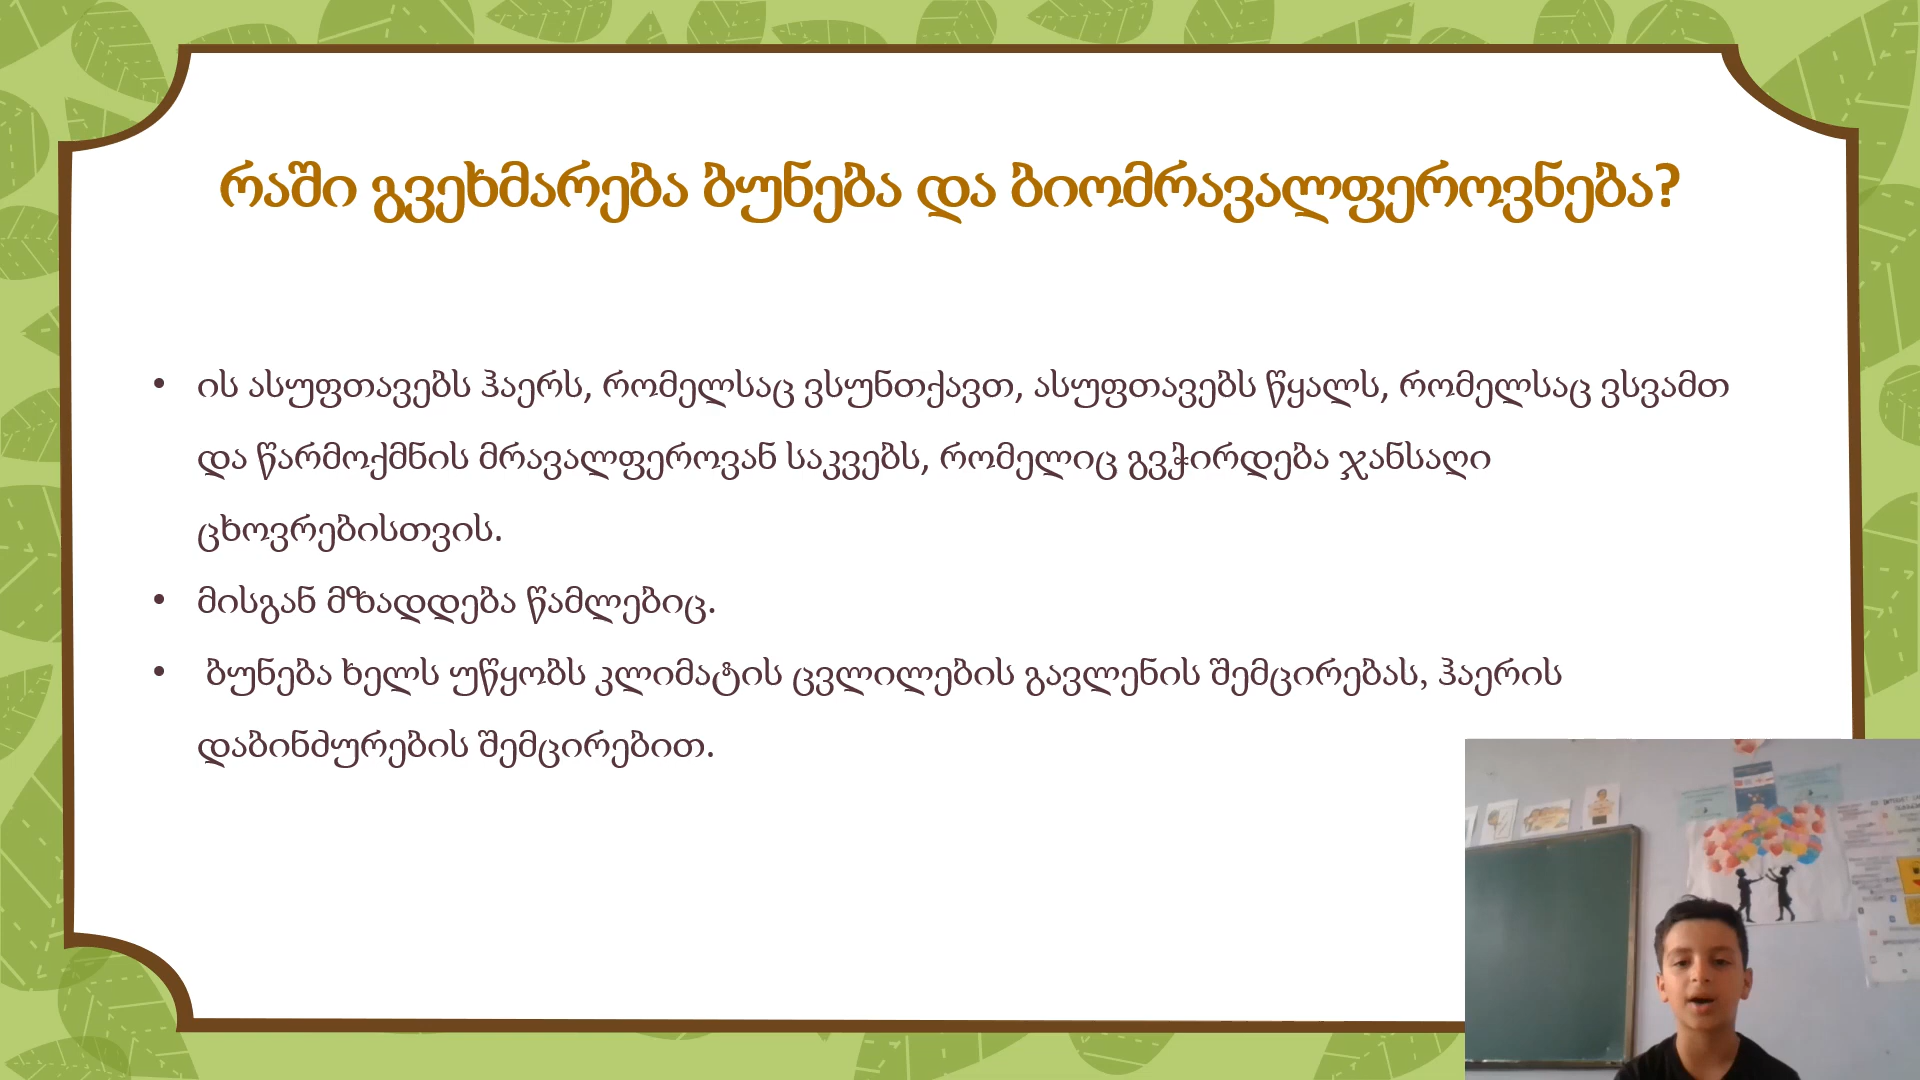 რაში გვეხმარება ბუნება და ბიომრავალფეროვნება?
• ის ასუფთავებს ჰაერს, რომელსაც ვსუნთქავთ, ასუფთავებს წყალს, რომელსაც ვსვამთ
და წარმოქმნის მრავალფეროვან საკვებს, რომელიც გვჭირდება ჯანსაღი
ცხოვრებისთვის.
• მისგან მზადდება წამლებიც.
• ბუნება ხელს უწყობს კლიმატის ცვლილების გავლენის შემცირებას, ჰაერის
დაბინძურების შემცირებით.